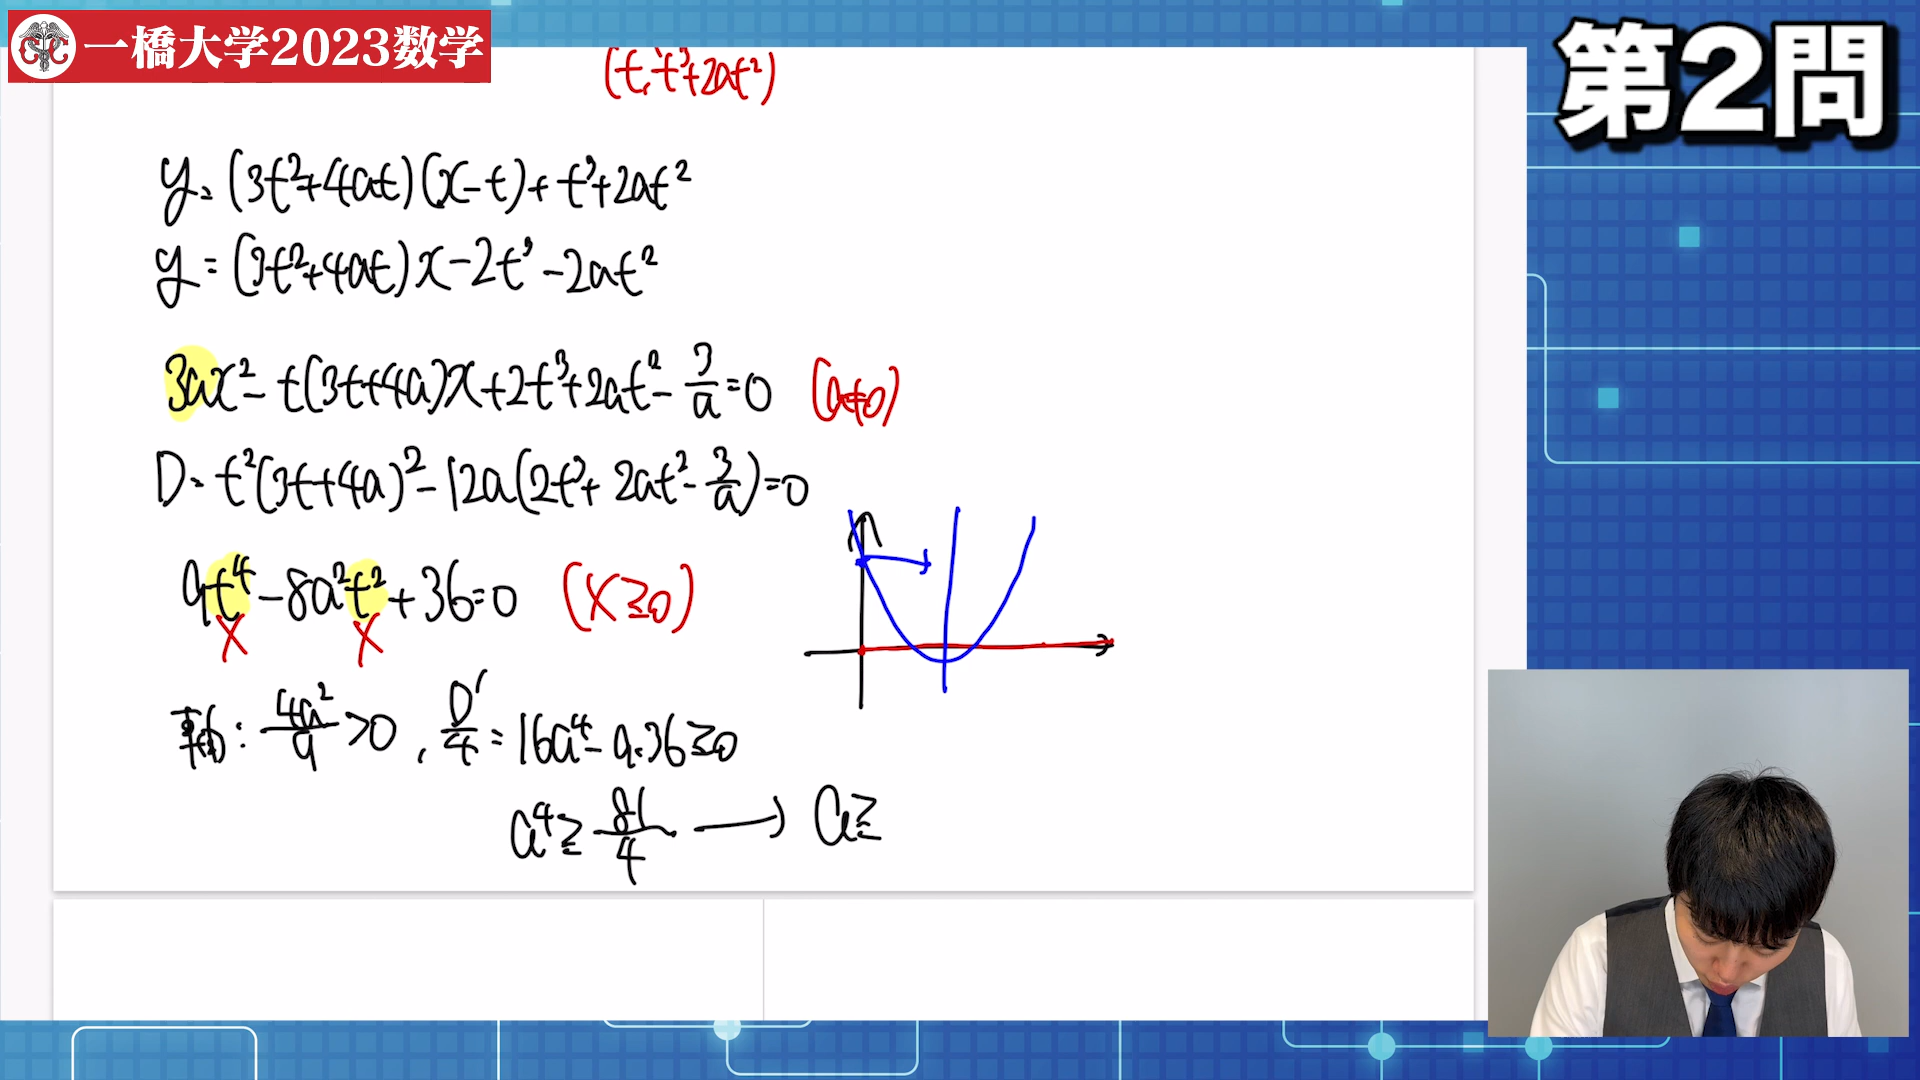 一橋大学2023数学
第2問
(t, t³+2at²)
y=(3t²+4at)(x-t)+t³+2at²
y=(3t²+4at)x-2t³-2at²
3ax²-t(3t+4a)x+2t³+2at²-3/a=0 (a≠0)
D=t²(3t+4a)²-12a(2t³+2at²-3/a)=0
9t⁴-8a²t²+36=0 (X≧0)
X X
軸:4a²/9>0, D'/4=16a⁴-9・36≧0
a⁴≧81/4→a≧